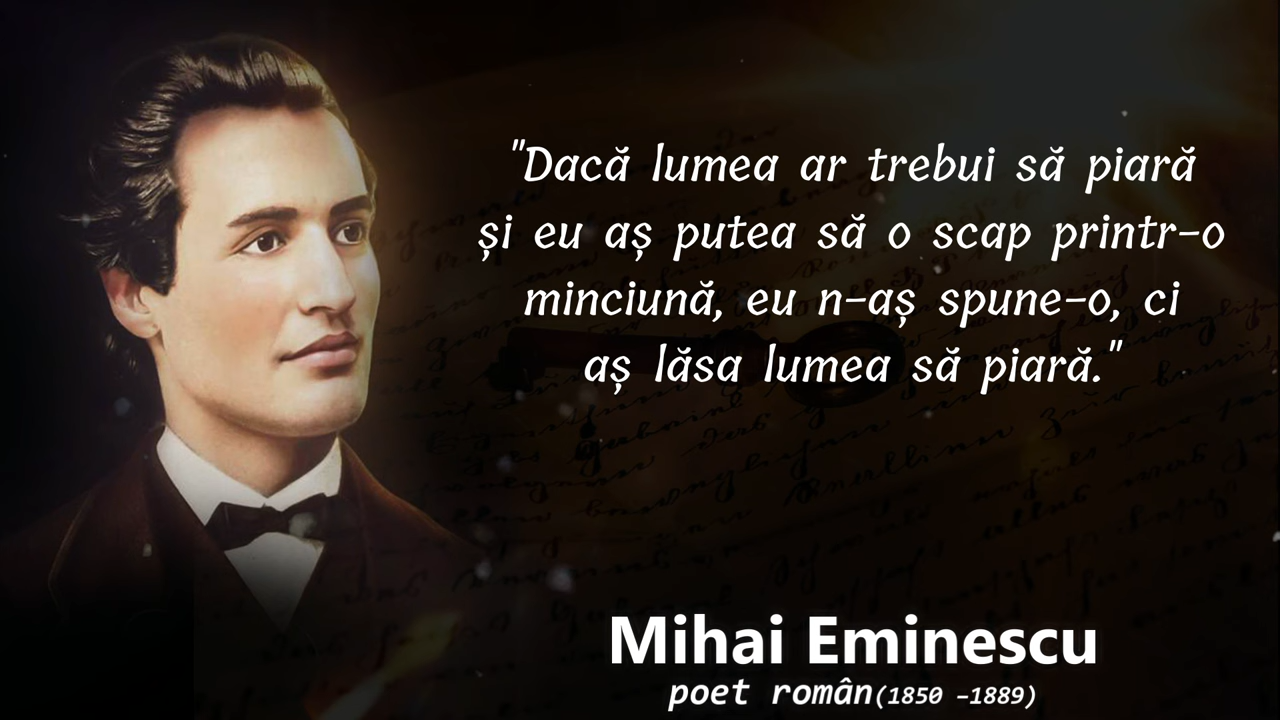 "Dacă lumea ar trebui să piară
și eu aș putea să o scap printr-o
minciună, eu n-aș spune-o, ci
aș lăsa lumea să piară."
Mihai Eminescu
poet român(1850 -1889)